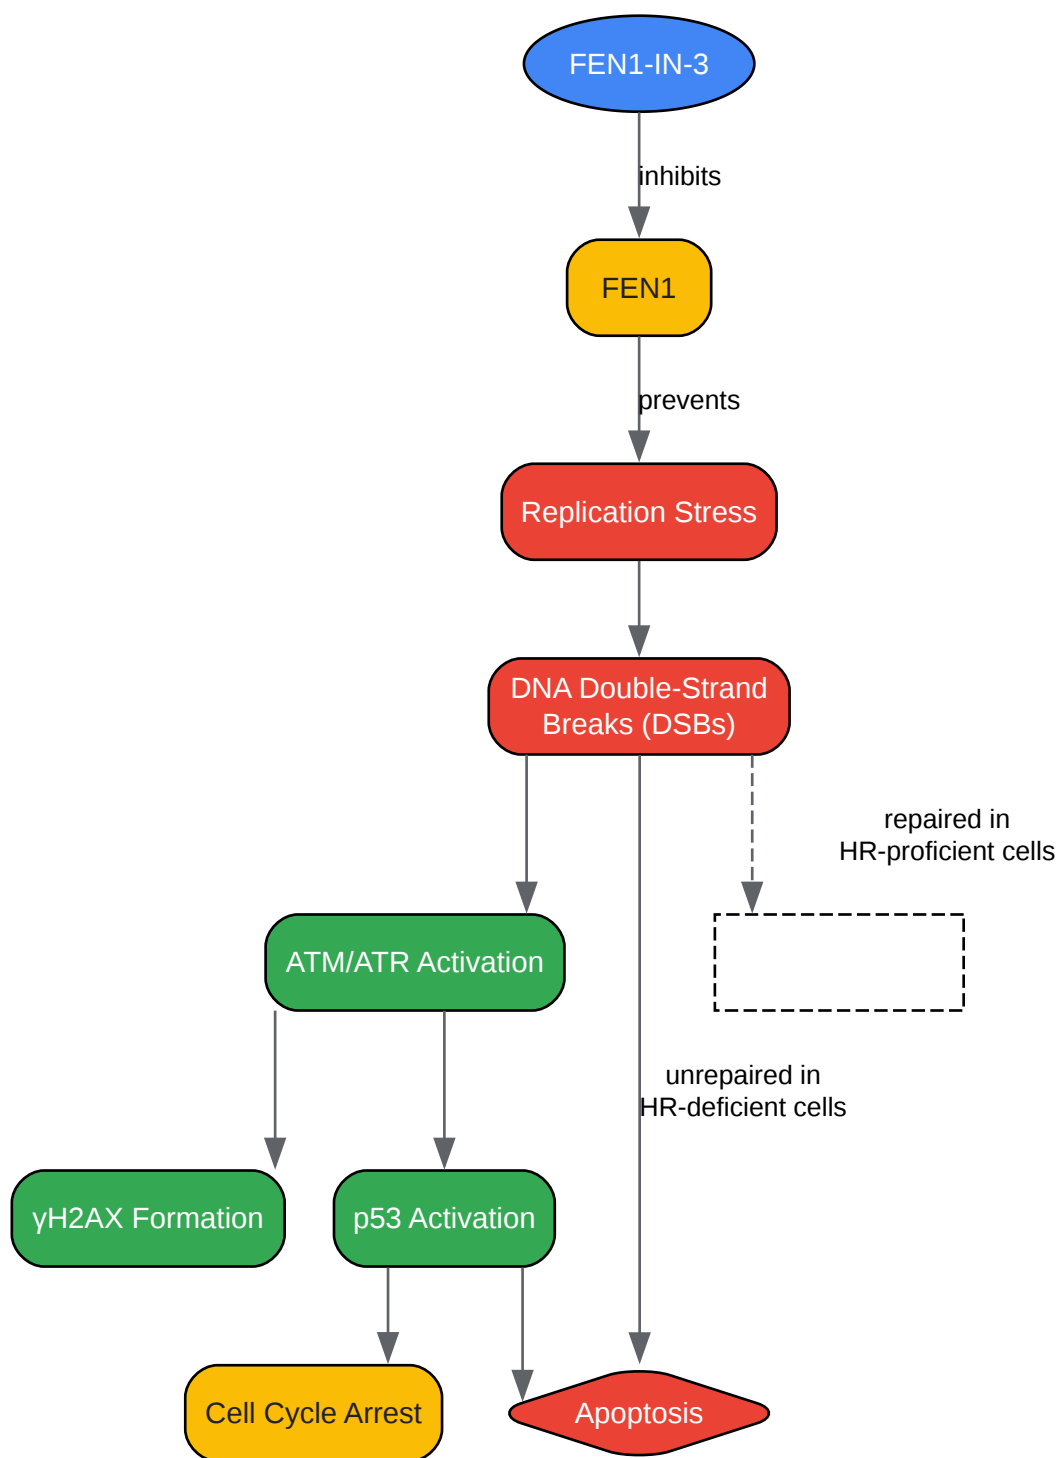 FEN1-IN-3
inhibits
FEN1
prevents
Replication Stress
DNA Double-Strand
Breaks (DSBs)
repaired in
HR-proficient cells
ATM/ATR Activation
unrepaired in
HR-deficient cells
γH2AX Formation
p53 Activation
Cell Cycle Arrest
Apoptosis